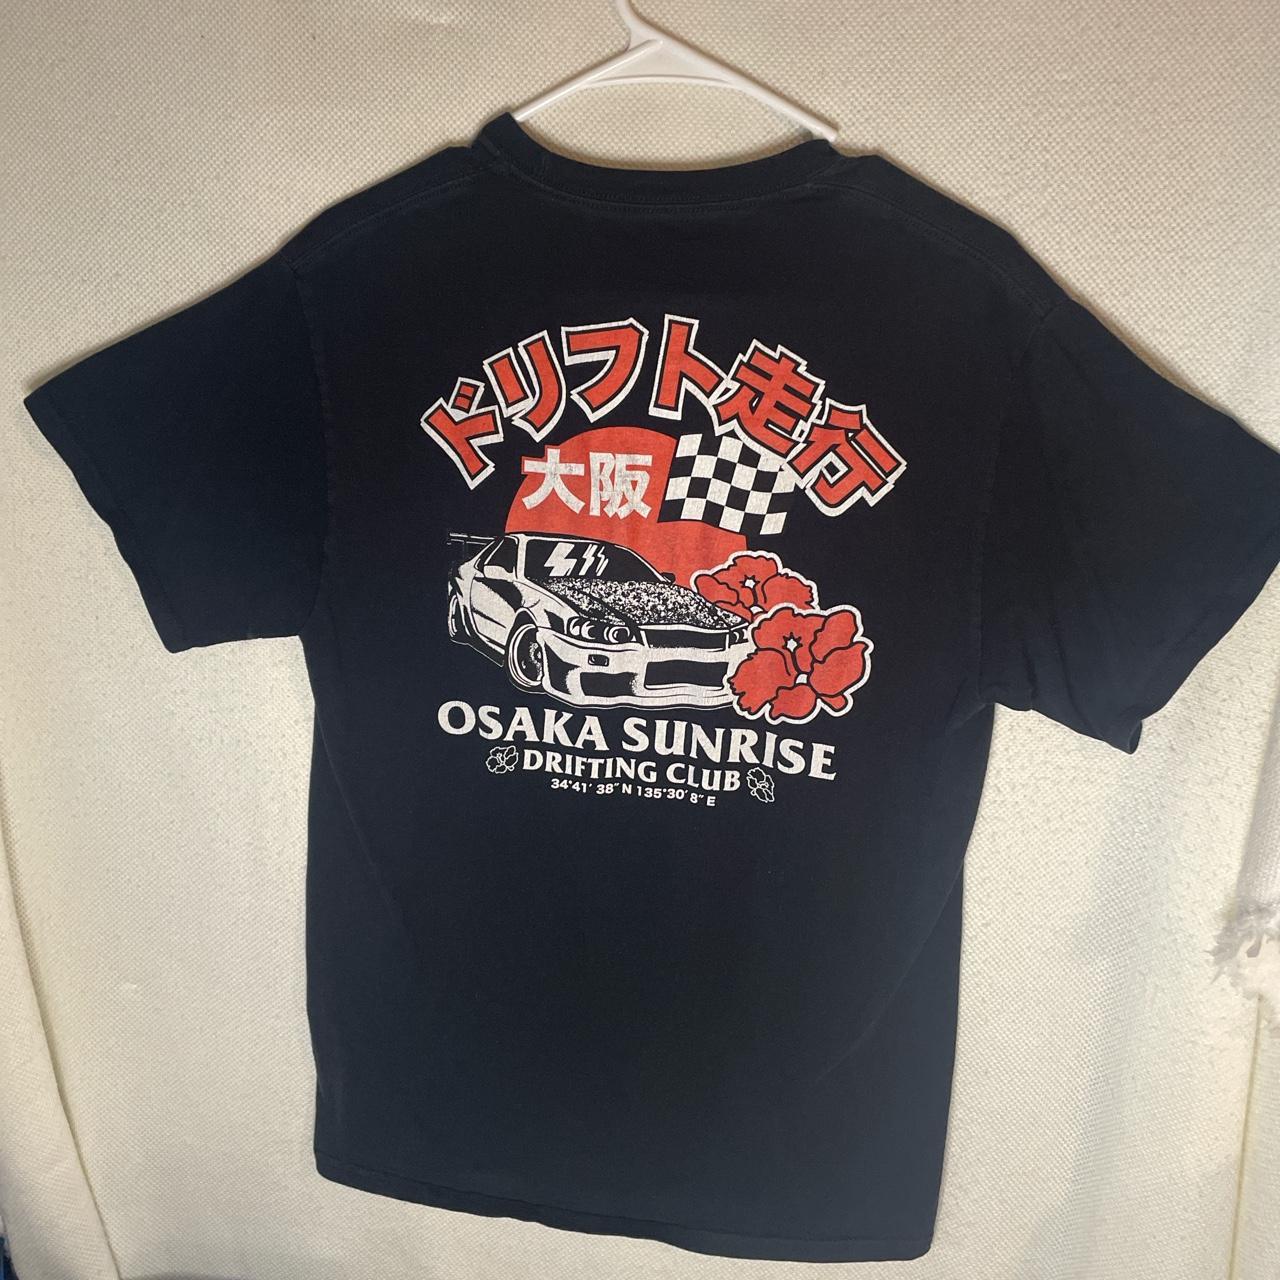 ドリフト走行
大阪
OSAKA SUNRISE
DRIFTING CLUB
34°41' 38" N 135°30' 8" E